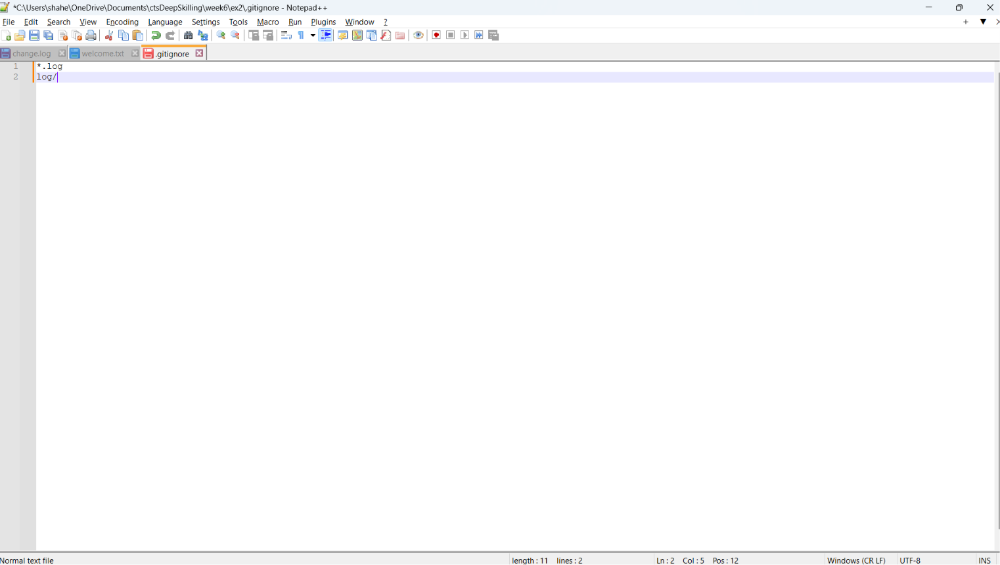 *C:\Users\shahe\OneDrive\Documents\ctsDeepSkilling\week6\ex2\.gitignore - Notepad++
File Edit Search View Encoding Language Settings Tools Macro Run Plugins Window ?
change.log welcome.txt .gitignore
1 *.log
2 log/
Normal text file length : 11 lines : 2 Ln : 2 Col : 5 Pos : 12 Windows (CR LF) UTF-8 INS